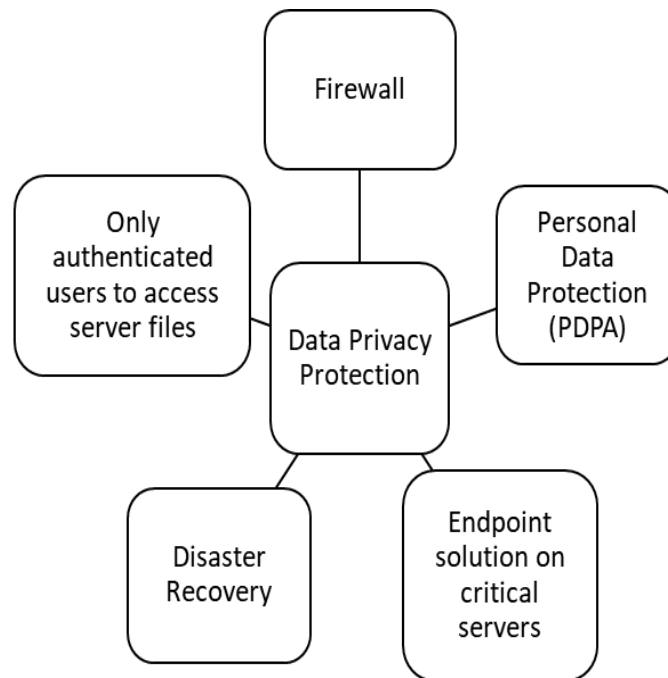 Firewall
Only
authenticated
users to access
server files
Personal
Data
Protection
(PDPA)
Data Privacy
Protection
Disaster
Recovery
Endpoint
solution on
critical
servers